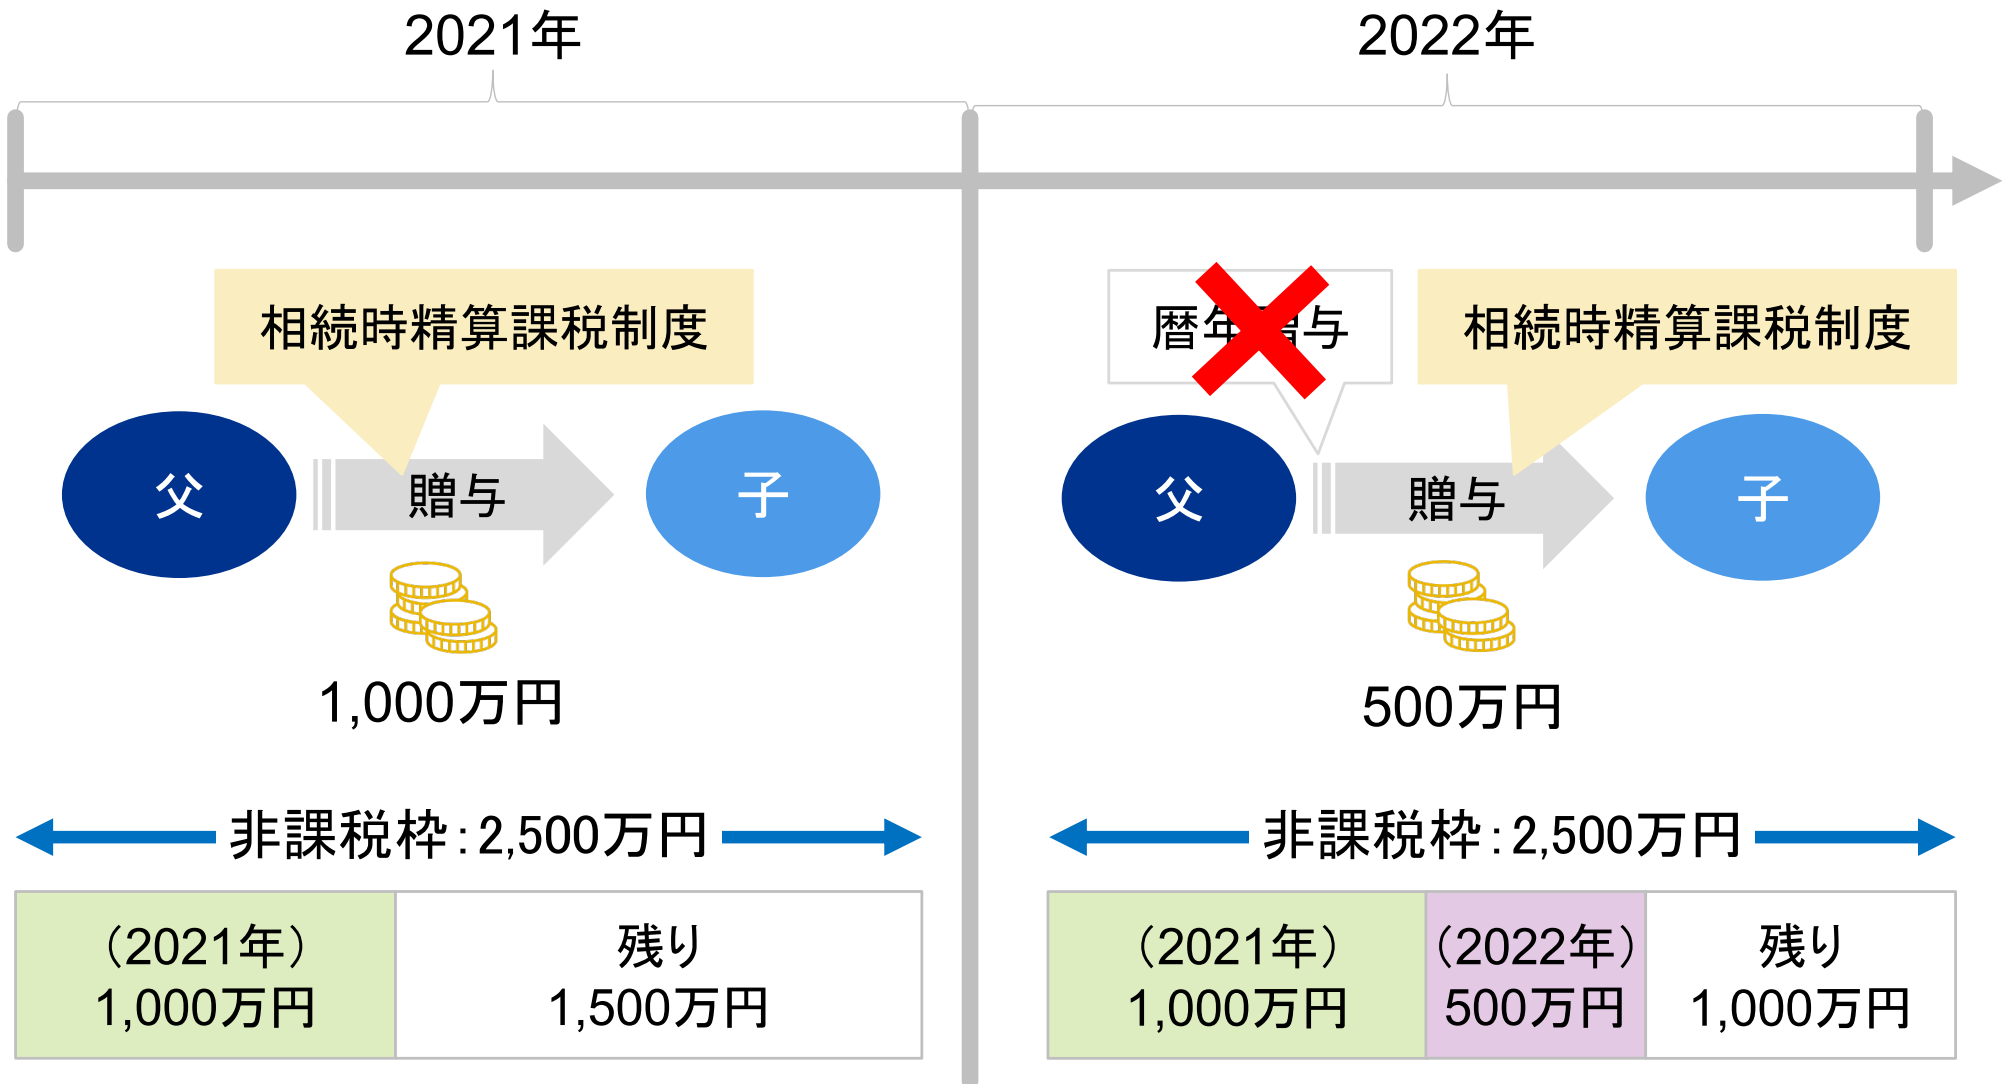 2021年
2022年
相続時精算課税制度
父
贈与
子
1,000万円
非課税枠：2,500万円
（2021年）
1,000万円
残り
1,500万円
暦年贈与
相続時精算課税制度
父
贈与
子
500万円
非課税枠：2,500万円
（2021年）
1,000万円
（2022年）
500万円
残り
1,000万円